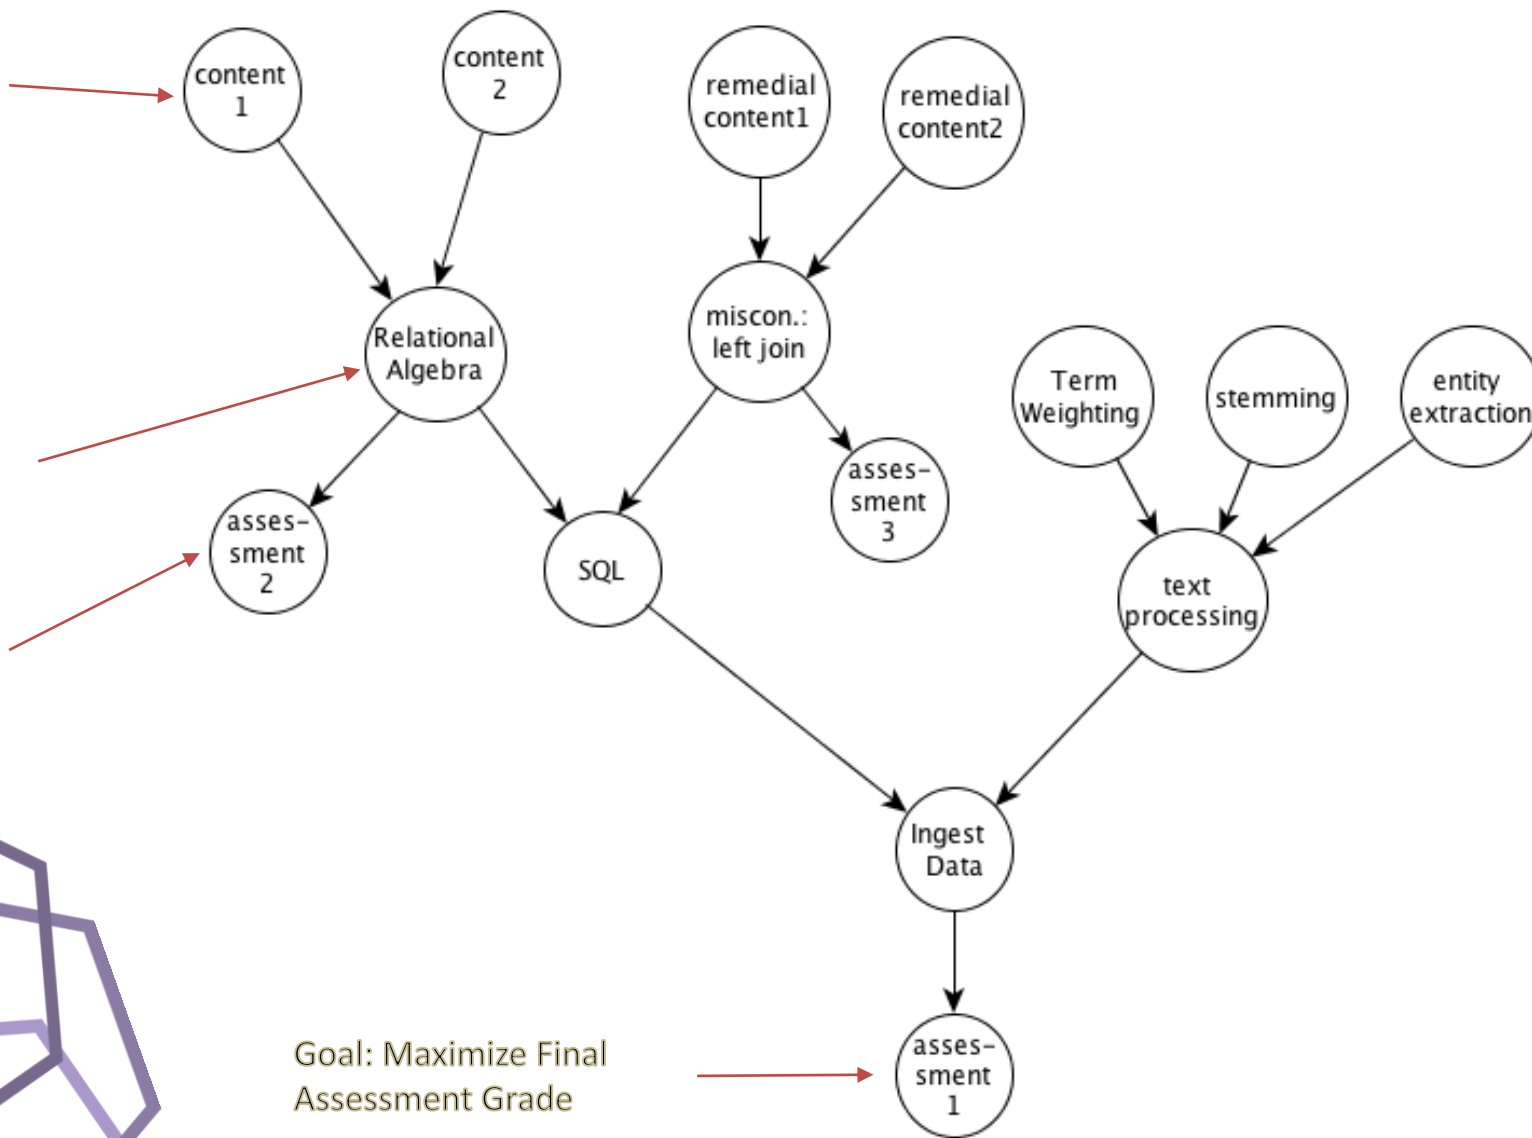 content
1
content
2
remedial
content1
remedial
content2
Relational
Algebra
miscon.:
left join
Term
Weighting
stemming
entity
extraction
asses-
sment
2
SQL
asses-
sment
3
text
processing
Ingest
Data
asses-
sment
1
Goal: Maximize Final
Assessment Grade